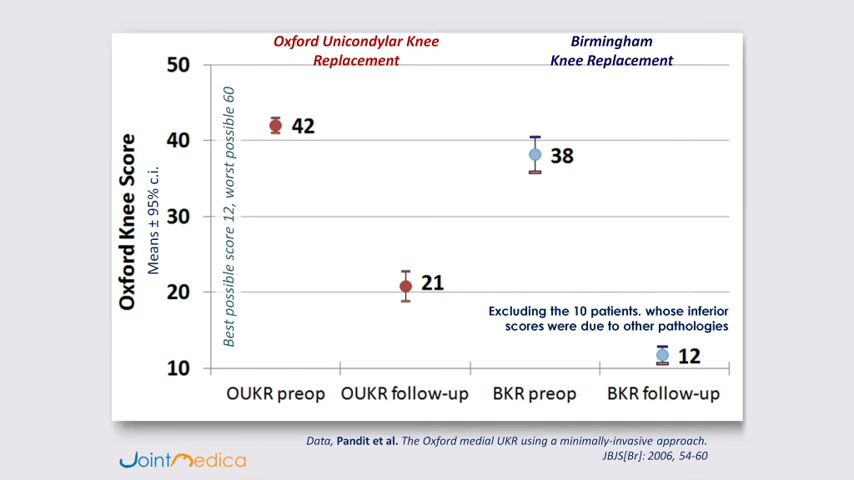 Oxford Unicondylar Knee
Replacement
Birmingham
Knee Replacement
Oxford Knee Score
Means ± 95% c.i.
Best possible score 12, worst possible 60
50
40
30
20
10
42
38
21
Excluding the 10 patients. whose inferior
scores were due to other pathologies
12
OUKR preop
OUKR follow-up
BKR preop
BKR follow-up
Data, Pandit et al. The Oxford medial UKR using a minimally-invasive approach.
JBJS[Br]: 2006, 54-60
JointMedica